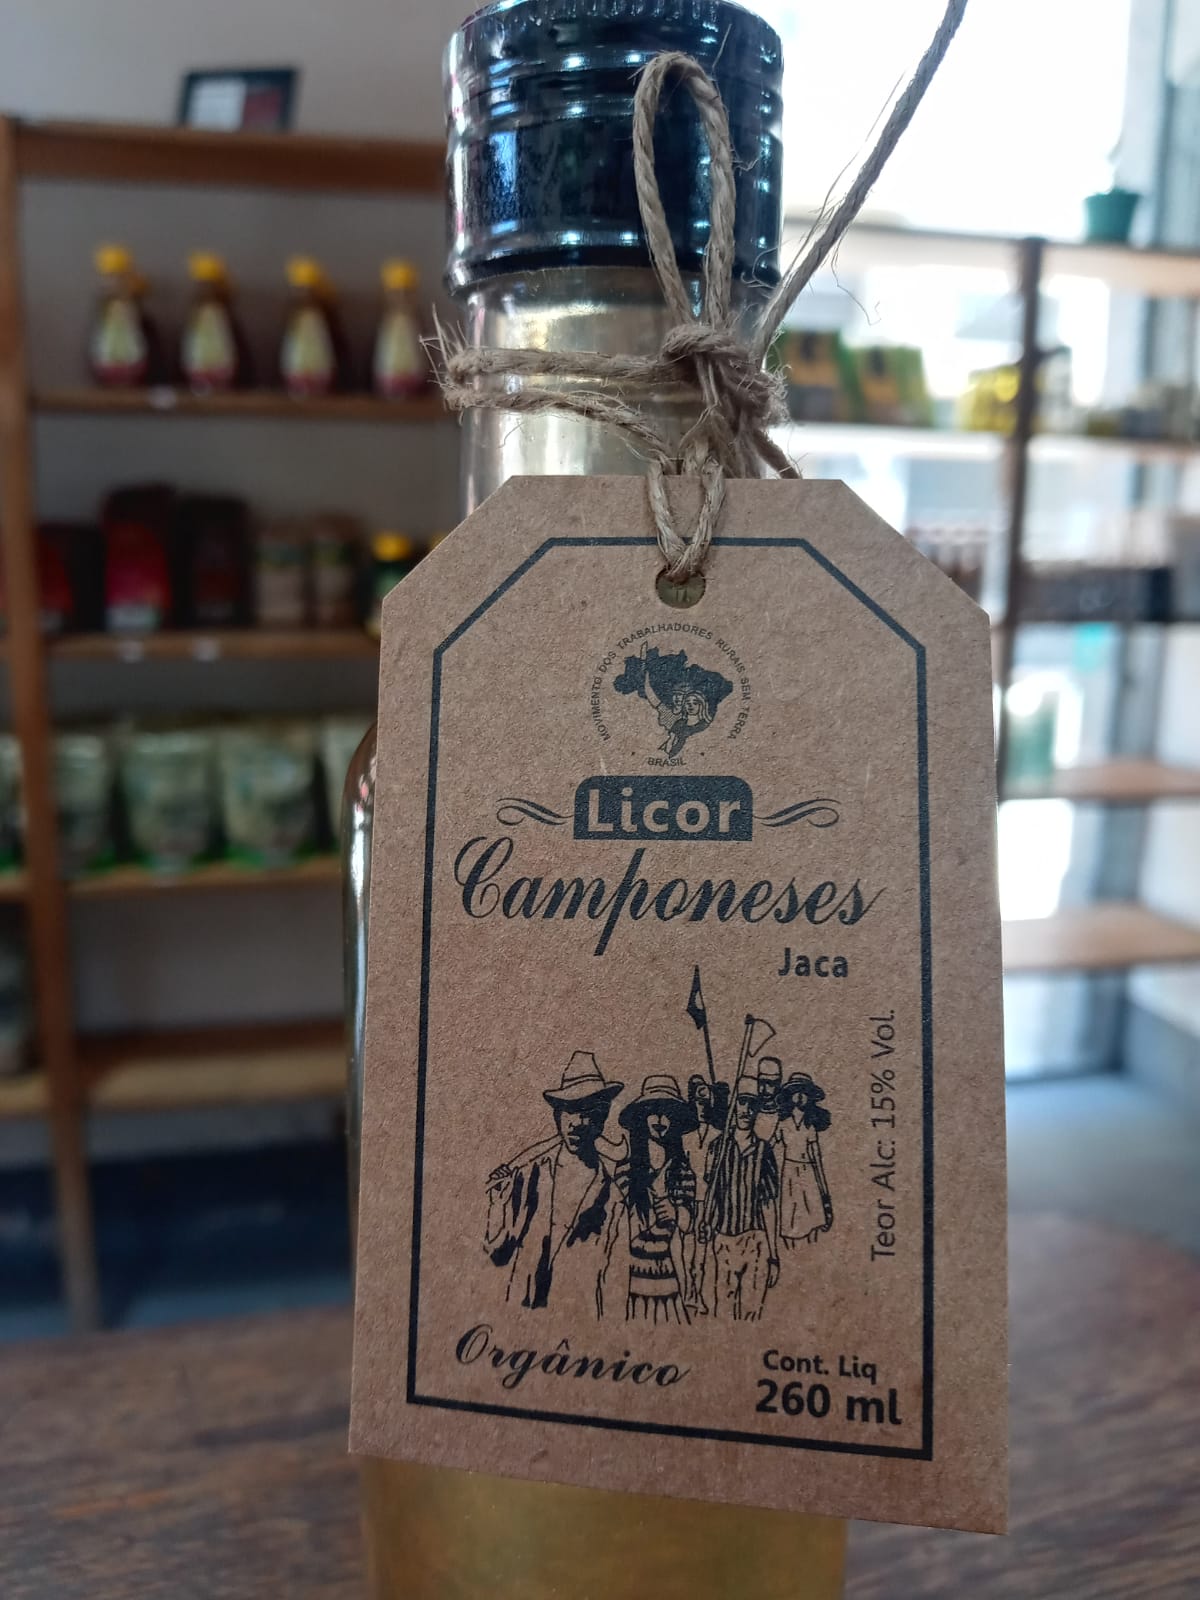 MOVIMENTO DOS TRABALHADORES RURAIS SEM TERRA
BRASIL
Licor
Camponeses
Jaca
Teor Alc: 15% Vol.
Orgânico
Cont. Liq
260 ml